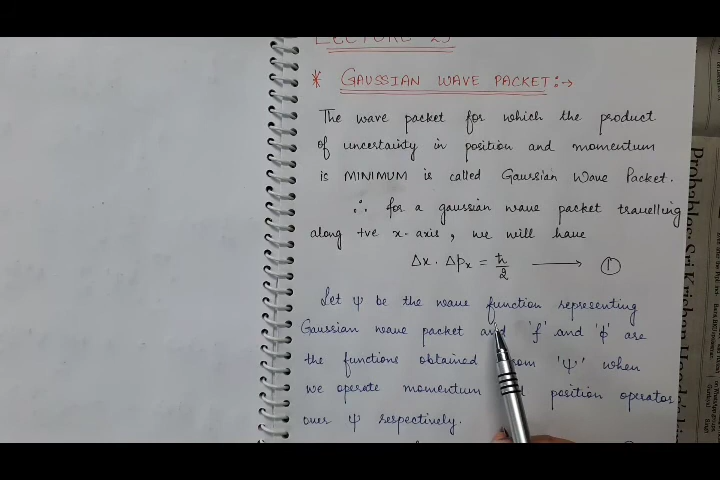 LECTURE 25
* GAUSSIAN WAVE PACKET :→
The wave packet for which the product
of uncertainty in position and momentum
is MINIMUM is called Gaussian Wave Packet.
∴ for a gaussian wave packet travelling
along +ve x-axis, we will have
Δx · Δpₓ = ħ/2 → ①
Let ψ be the wave function representing
Gaussian wave packet and 'f' and 'ϕ' are
the functions obtained from 'ψ' when
we operate momentum position operator
over ψ respectively.